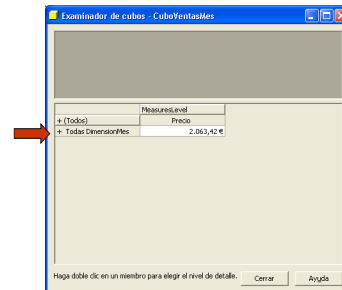 Examinador de cubos - CuboVentasMes
MeasuresLevel
+ (Todos) Precio
+ Todas DimensionMes 2.063,42 €
Haga doble clic en un miembro para elegir el nivel de detalle. Cerrar Ayuda